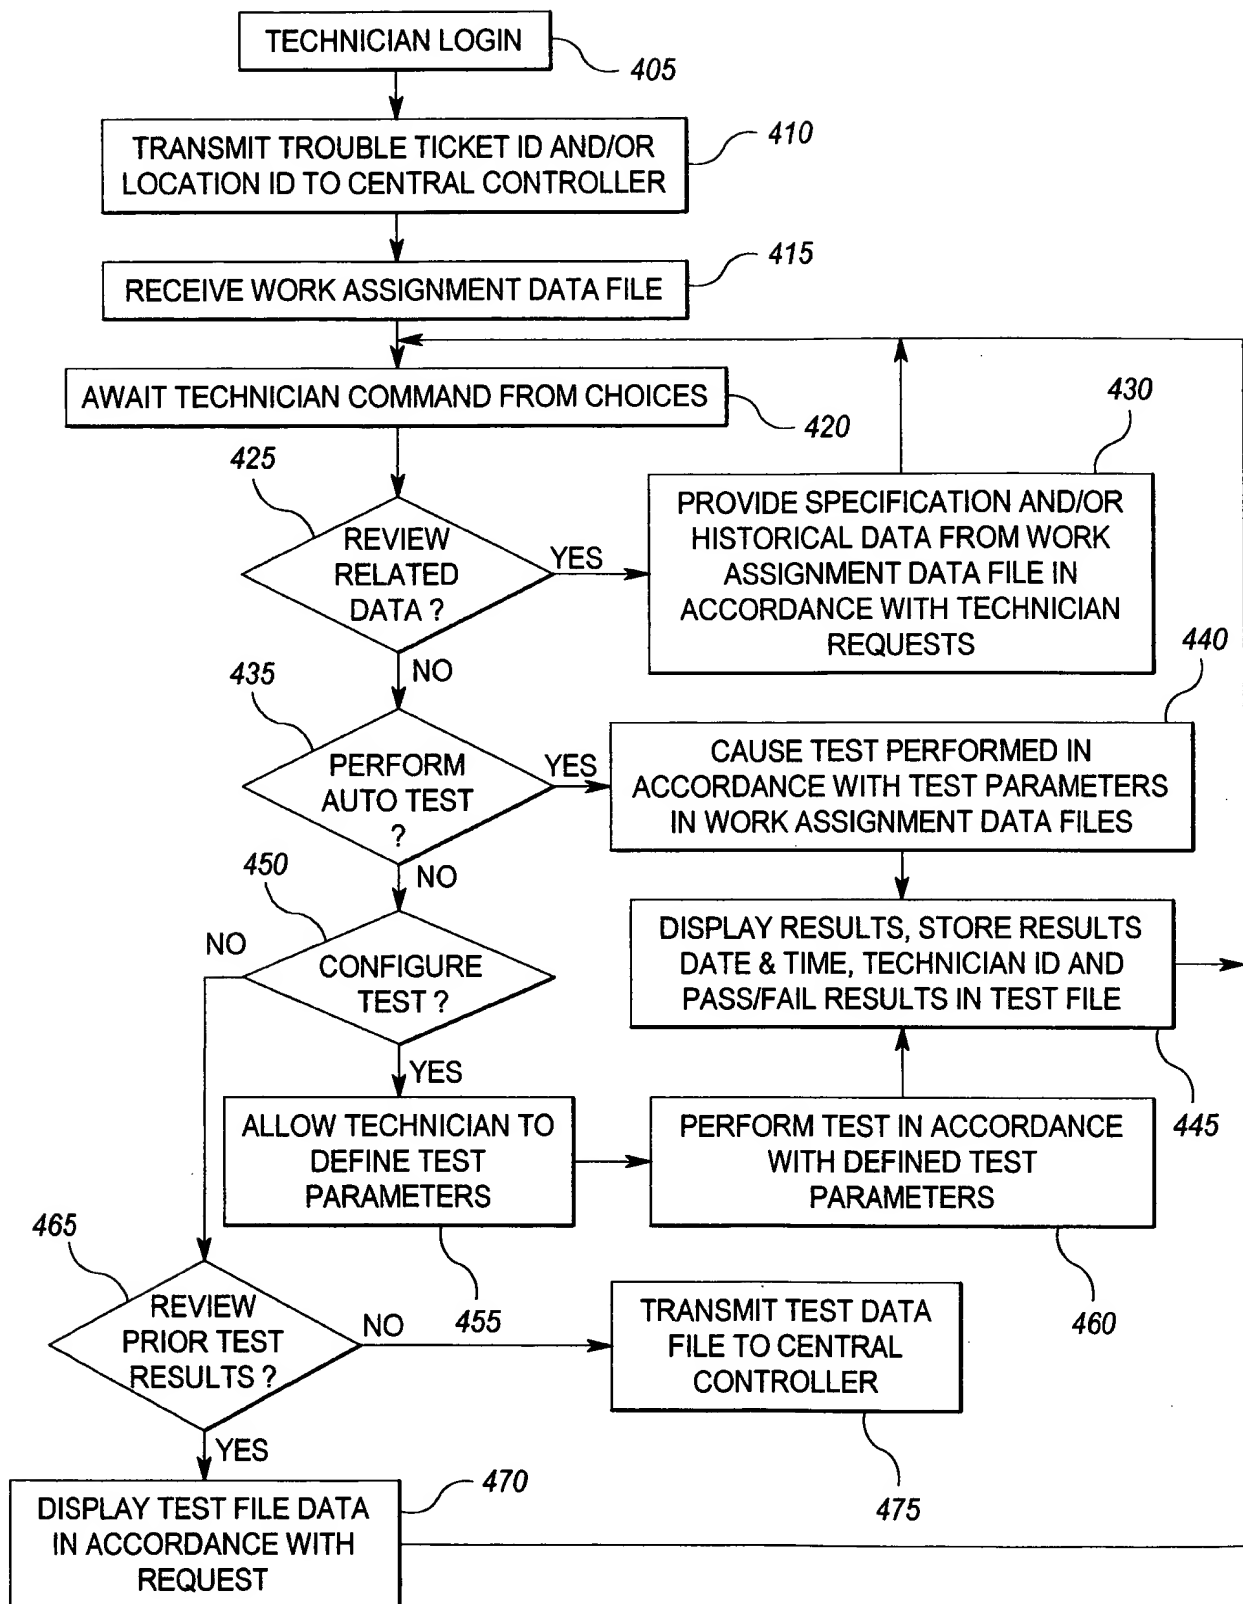 TECHNICIAN LOGIN
405
TRANSMIT TROUBLE TICKET ID AND/OR
LOCATION ID TO CENTRAL CONTROLLER
410
RECEIVE WORK ASSIGNMENT DATA FILE
415
AWAIT TECHNICIAN COMMAND FROM CHOICES
420
425
REVIEW
RELATED
DATA ?
YES
NO
430
PROVIDE SPECIFICATION AND/OR
HISTORICAL DATA FROM WORK
ASSIGNMENT DATA FILE IN
ACCORDANCE WITH TECHNICIAN
REQUESTS
435
PERFORM
AUTO TEST
?
YES
NO
440
CAUSE TEST PERFORMED IN
ACCORDANCE WITH TEST PARAMETERS
IN WORK ASSIGNMENT DATA FILES
450
CONFIGURE
TEST ?
NO
YES
DISPLAY RESULTS, STORE RESULTS
DATE & TIME, TECHNICIAN ID AND
PASS/FAIL RESULTS IN TEST FILE
445
ALLOW TECHNICIAN TO
DEFINE TEST
PARAMETERS
455
PERFORM TEST IN ACCORDANCE
WITH DEFINED TEST
PARAMETERS
460
465
REVIEW
PRIOR TEST
RESULTS ?
NO
YES
TRANSMIT TEST DATA
FILE TO CENTRAL
CONTROLLER
475
DISPLAY TEST FILE DATA
IN ACCORDANCE WITH
REQUEST
470